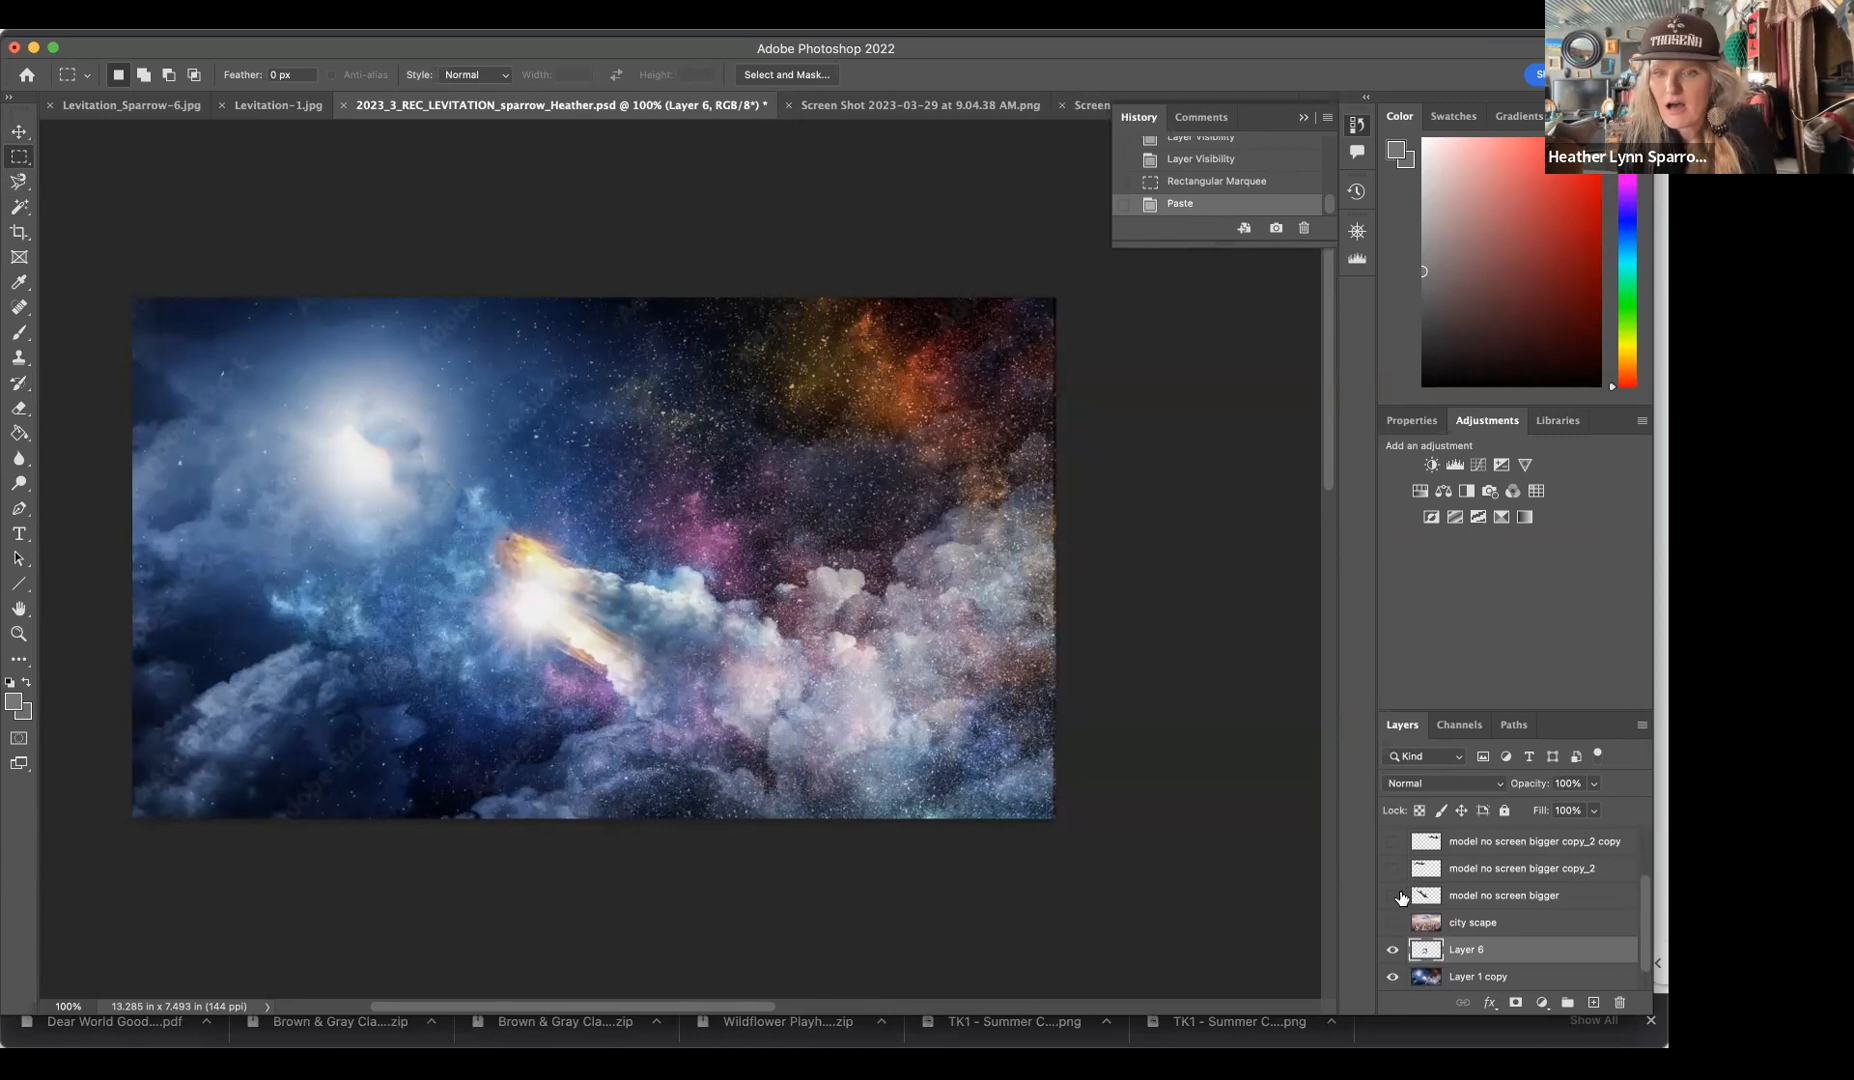 Adobe Photoshop 2022
Feather: 0 px Anti-alias Style: Normal Width: Height: Select and Mask...
TAOSEÑA
Levitation_Sparrow-6.jpg Levitation-1.jpg 2023_3_REC_LEVITATION_sparrow_Heather.psd @ 100% (Layer 6, RGB/8*) * Screen Shot 2023-03-29 at 9.04.38 AM.png Screen
History Comments
Color Swatches Gradients
Layer Visibility
Layer Visibility
Rectangular Marquee
Paste
Heather Lynn Sparro...
Properties Adjustments Libraries
Add an adjustment
Layers Channels Paths
Kind
Normal Opacity: 100%
Lock: Fill: 100%
model no screen bigger copy_2 copy
model no screen bigger copy_2
model no screen bigger
city scape
Layer 6
Layer 1 copy
100% 13.285 in x 7.493 in (144 ppi)
Dear World Good....pdf Brown & Gray Cla....zip Brown & Gray Cla....zip Wildflower Playh....zip TK1 - Summer C....png TK1 - Summer C....png Show All